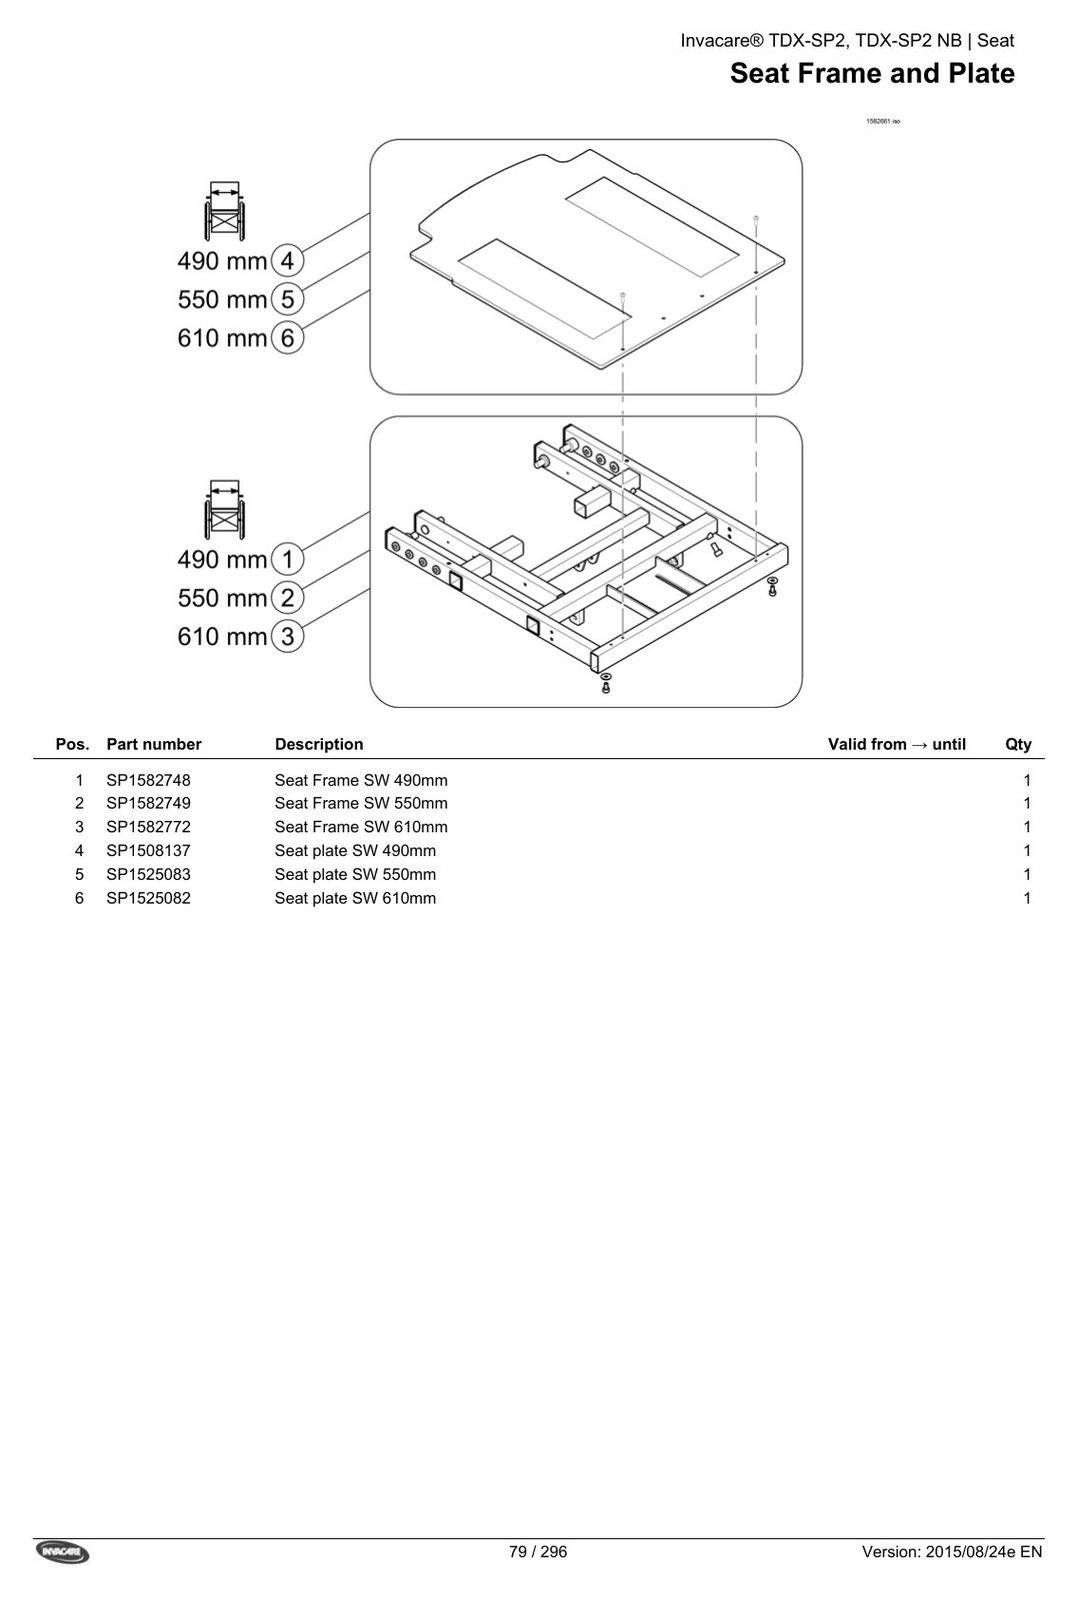 Invacare® TDX-SP2, TDX-SP2 NB | Seat
Seat Frame and Plate
1582661.iso
490 mm 4
550 mm 5
610 mm 6
490 mm 1
550 mm 2
610 mm 3
Pos. Part number Description Valid from → until Qty
1 SP1582748 Seat Frame SW 490mm 1
2 SP1582749 Seat Frame SW 550mm 1
3 SP1582772 Seat Frame SW 610mm 1
4 SP1508137 Seat plate SW 490mm 1
5 SP1525083 Seat plate SW 550mm 1
6 SP1525082 Seat plate SW 610mm 1
INVACARE 79 / 296 Version: 2015/08/24e EN